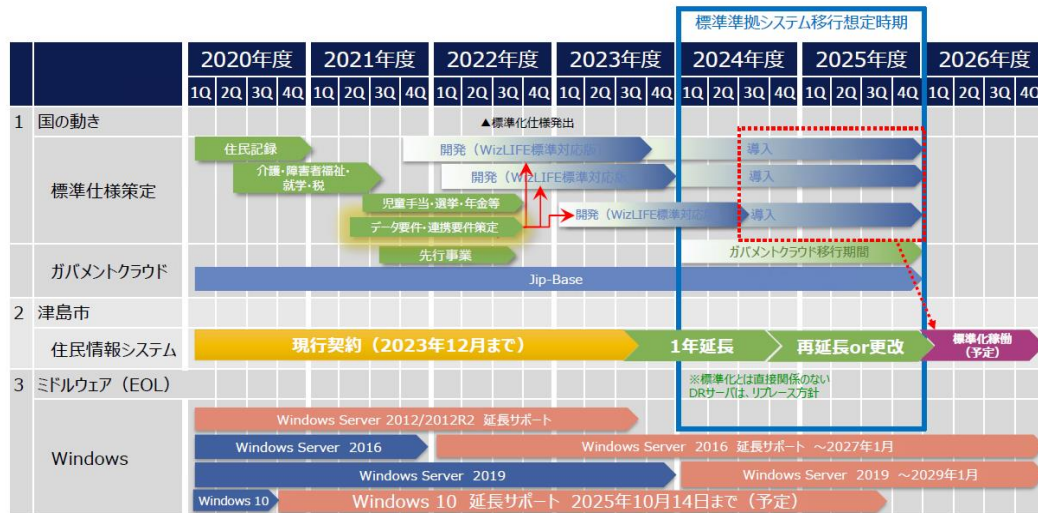 標準準拠システム移行想定時期
2020年度 2021年度 2022年度 2023年度 2024年度 2025年度 2026年度
1Q 2Q 3Q 4Q 1Q 2Q 3Q 4Q 1Q 2Q 3Q 4Q 1Q 2Q 3Q 4Q 1Q 2Q 3Q 4Q 1Q 2Q 3Q 4Q 1Q 2Q 3Q 4Q
1 国の動き
▲標準化仕様発出
標準仕様策定
住民記録
開発（WizLIFE標準対応版）
導入
介護・障害者福祉・
就学・税
開発（WizLIFE標準対応版）
導入
児童手当・選挙・年金等
開発（WizLIFE標準対応版）
導入
データ要件・連携要件策定
ガバメントクラウド
先行事業
ガバメントクラウド移行期間
Jip-Base
2 津島市
住民情報システム
現行契約（2023年12月まで）
1年延長
再延長or更改
標準化稼働
（予定）
3 ミドルウェア（EOL）
※標準化とは直接関係のない
DRサーバは、リプレース方針
Windows
Windows Server 2012/2012R2 延長サポート
Windows Server 2016
Windows Server 2016 延長サポート ～2027年1月
Windows Server 2019
Windows Server 2019 ～2029年1月
Windows 10
Windows 10 延長サポート 2025年10月14日まで（予定）